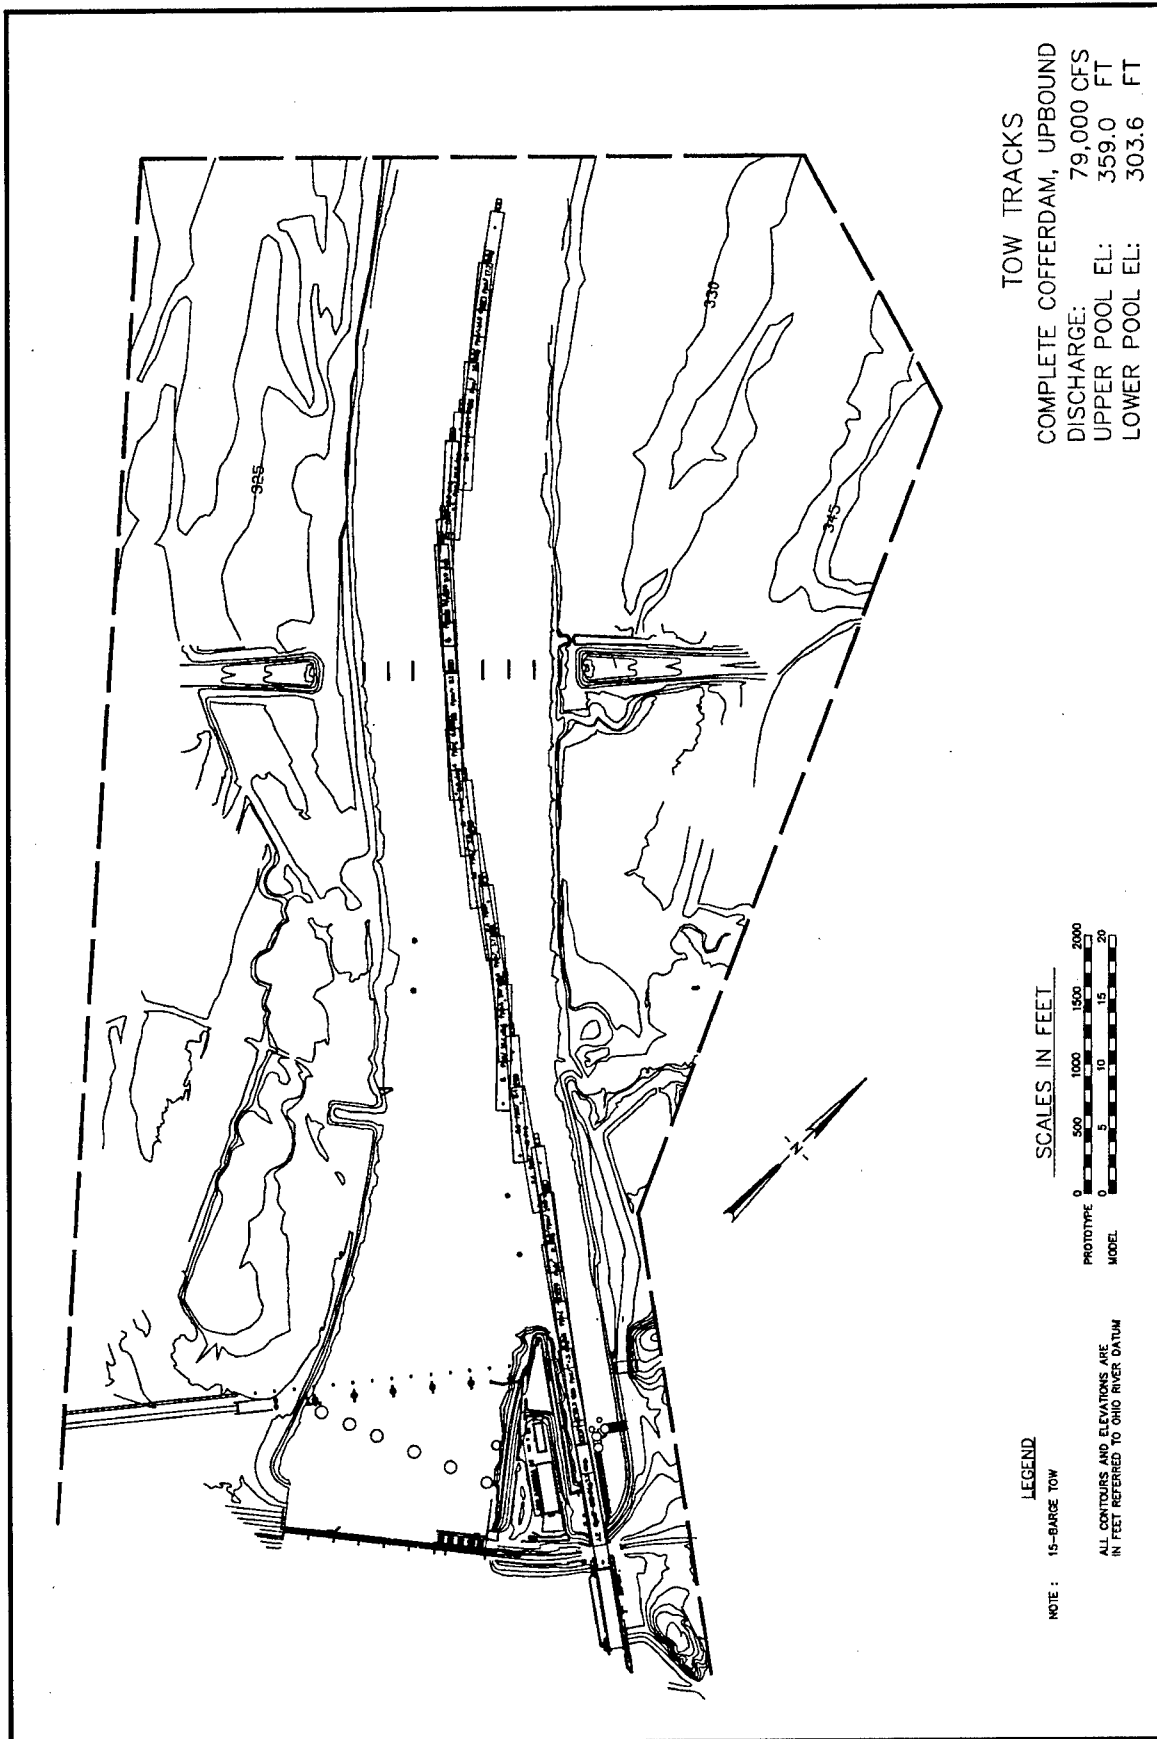 TOW TRACKS
COMPLETE COFFERDAM, UPBOUND
DISCHARGE: 79,000 CFS
UPPER POOL EL: 359.0 FT
LOWER POOL EL: 303.6 FT
325
330
345
N
SCALES IN FEET
PROTOTYPE 0 500 1000 1500 2000
MODEL 0 5 10 15 20
LEGEND
NOTE : 15-BARGE TOW
ALL CONTOURS AND ELEVATIONS ARE
IN FEET REFERRED TO OHIO RIVER DATUM